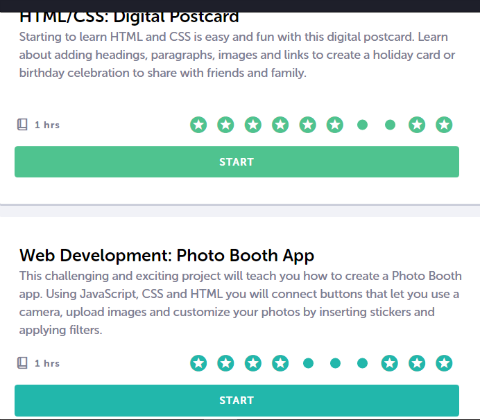 HTML/CSS: Digital Postcard
Starting to learn HTML and CSS is easy and fun with this digital postcard. Learn
about adding headings, paragraphs, images and links to create a holiday card or
birthday celebration to share with friends and family.
1 hrs
START
Web Development: Photo Booth App
This challenging and exciting project will teach you how to create a Photo Booth
app. Using JavaScript, CSS and HTML you will connect buttons that let you use a
camera, upload images and customize your photos by inserting stickers and
applying filters.
1 hrs
START